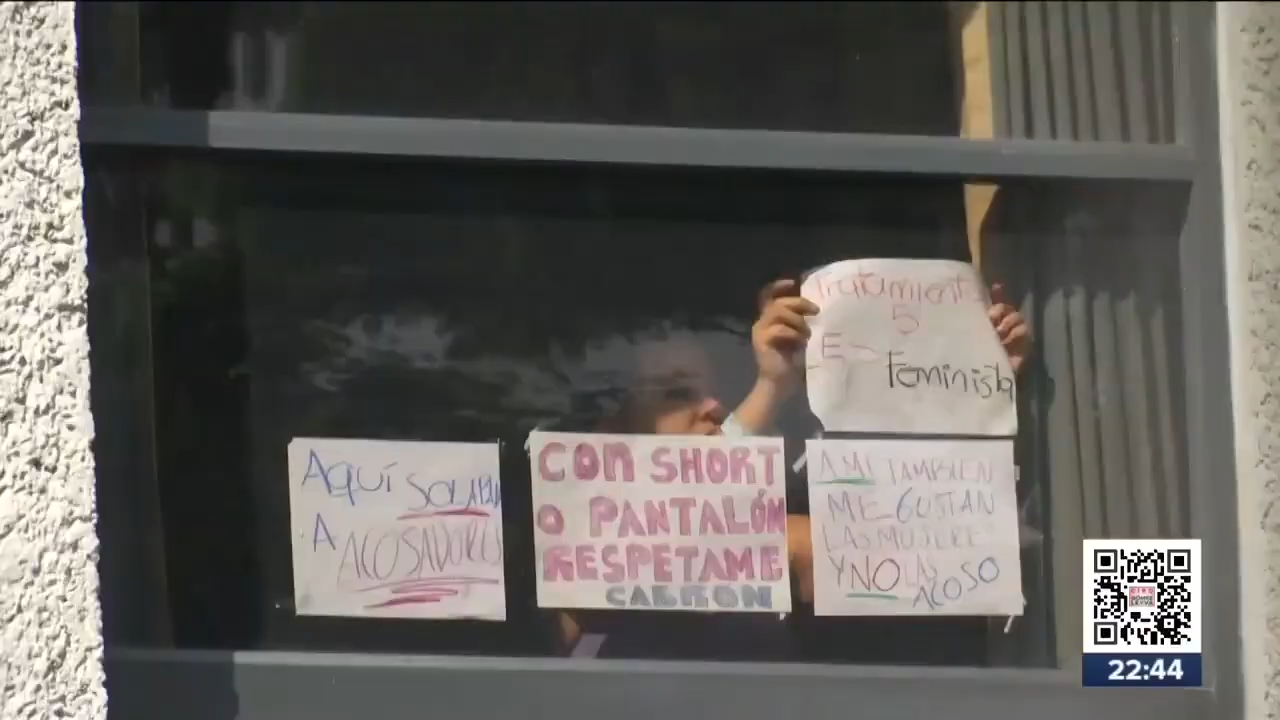 Tratamiento
5
E-
Feminista
Aquí SOLAPAN
A ACOSADORES
CON SHORT
O PANTALÓN
RESPETAME
CABRON
A MI TAMBIEN
ME GUSTAN
LAS MUJERES
Y NO LAS
ACOSO
22:44